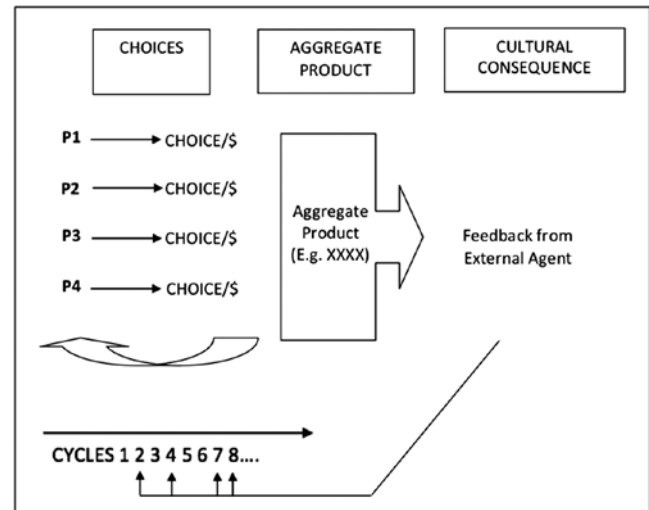 CHOICES
AGGREGATE
PRODUCT
CULTURAL
CONSEQUENCE
P1 CHOICE/$
P2 CHOICE/$
P3 CHOICE/$
P4 CHOICE/$
Aggregate
Product
(E.g. XXXX)
Feedback from
External Agent
CYCLES 1 2 3 4 5 6 7 8....